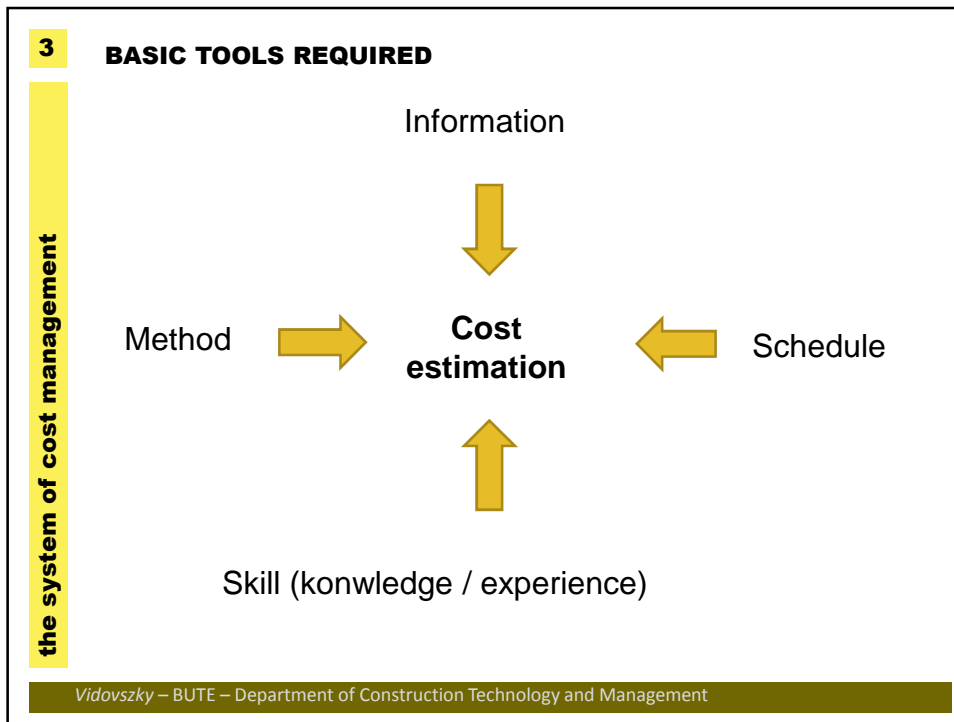 3
BASIC TOOLS REQUIRED
the system of cost management
Information
Method
Cost
estimation
Schedule
Skill (konwledge / experience)
Vidovszky – BUTE – Department of Construction Technology and Management